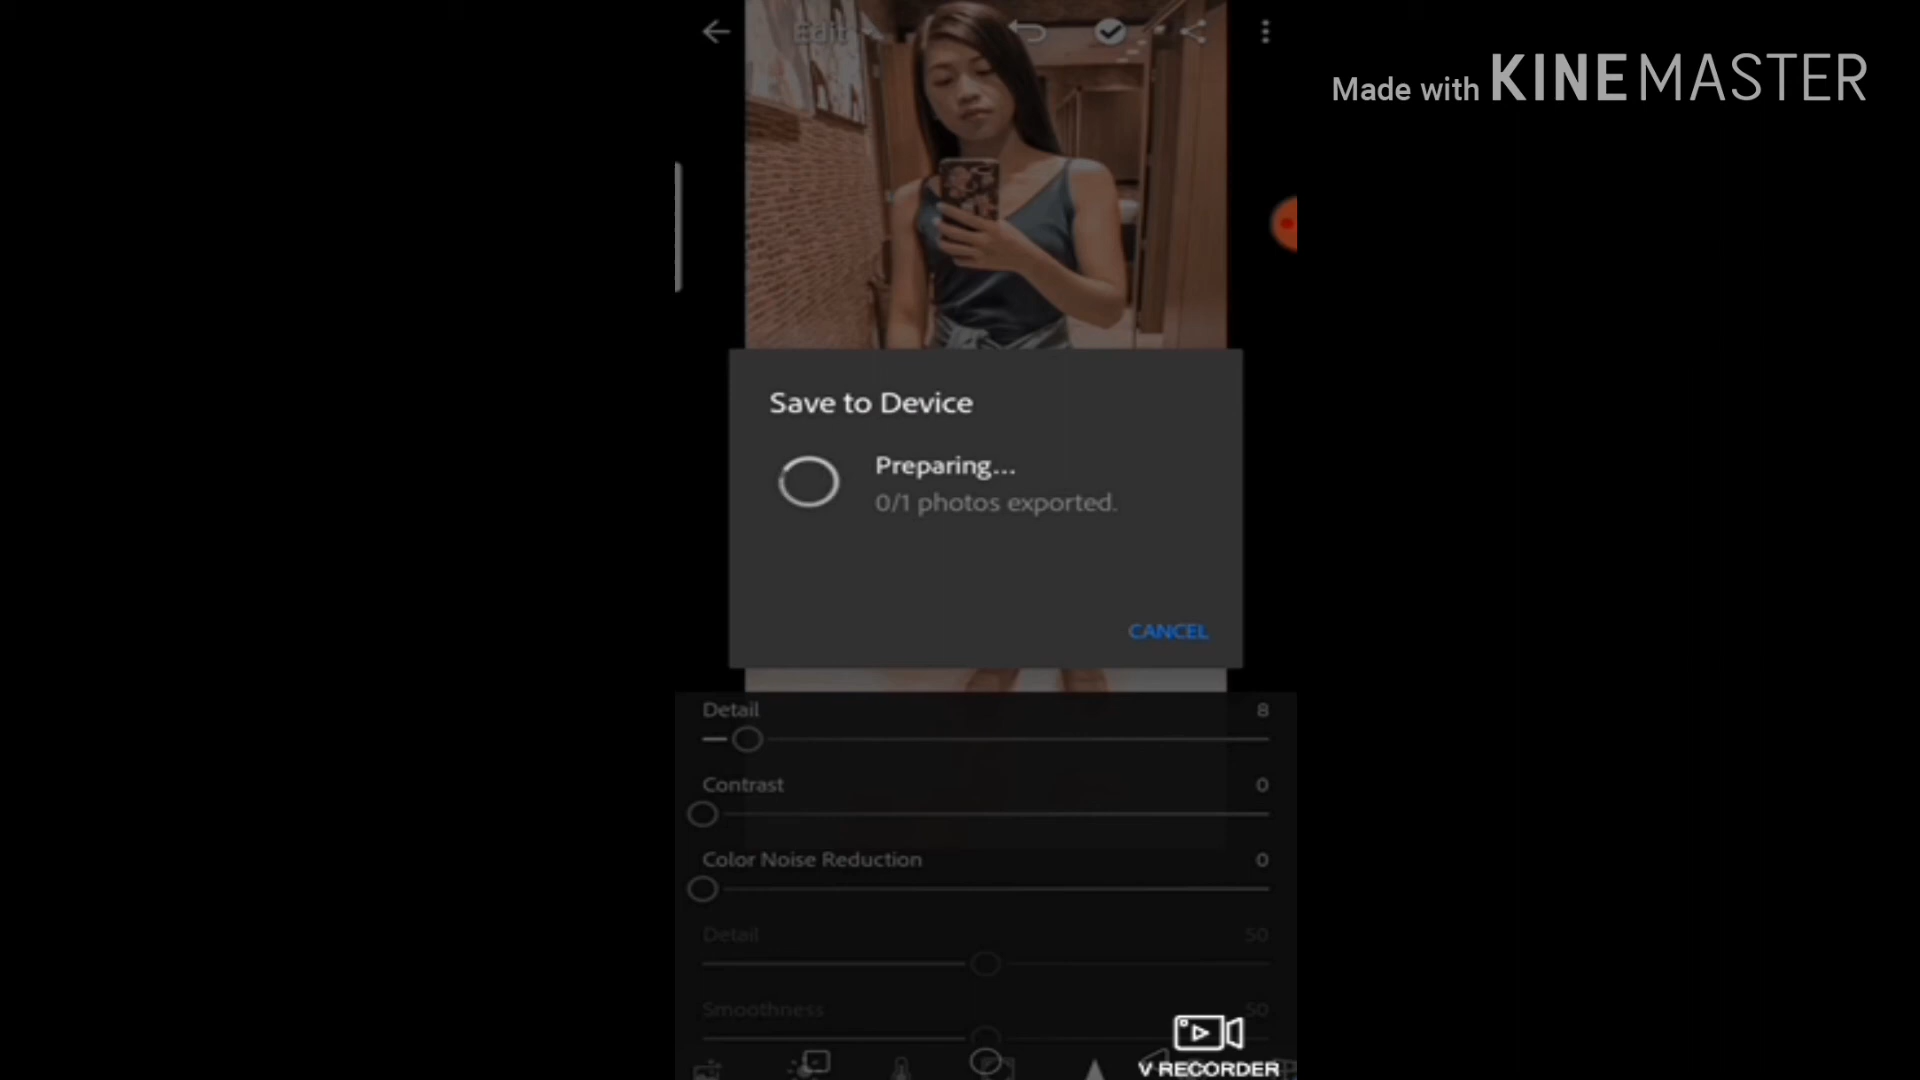 Edit
Made with KINEMASTER
Save to Device
Preparing...
0/1 photos exported.
CANCEL
Detail 8
Contrast 0
Color Noise Reduction 0
Detail 50
Smoothness 50
V RECORDER